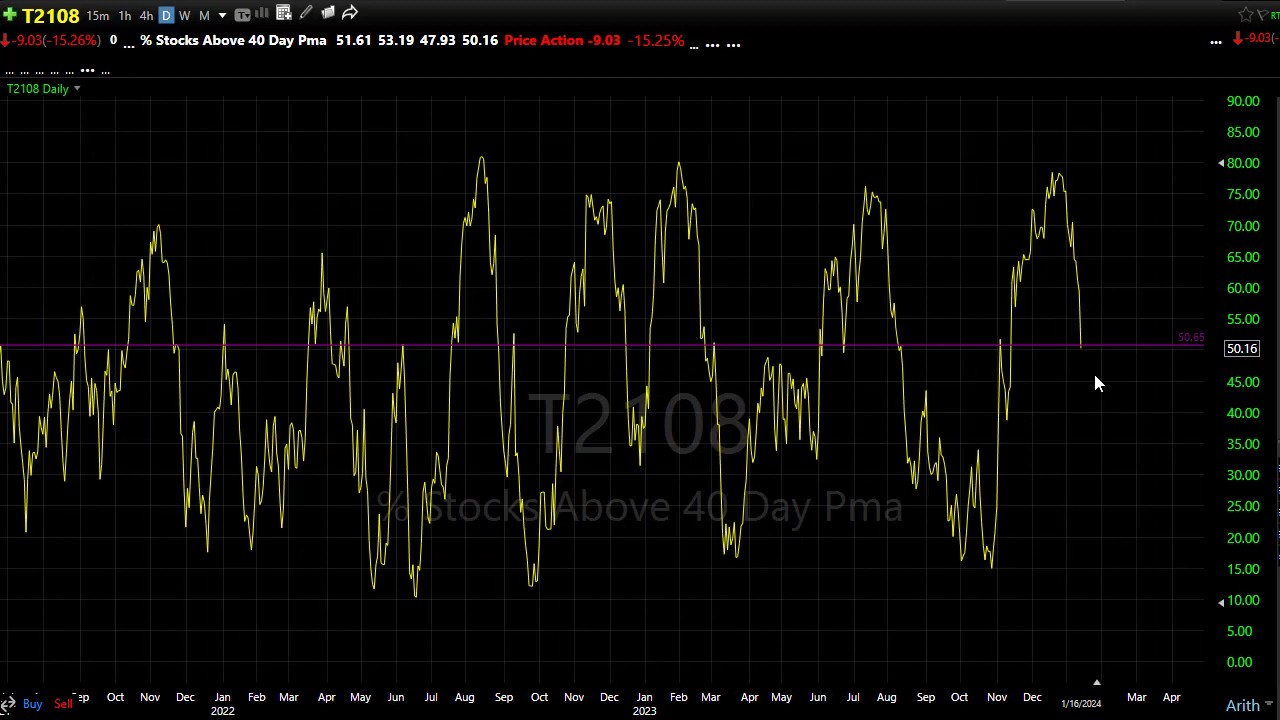 T2108 15m 1h 4h D W M T RT
-9.03(-15.26%) 0 ... % Stocks Above 40 Day Pma 51.61 53.19 47.93 50.16 Price Action -9.03 -15.25% ... ... ... ... -9.03(-
... ... ... ... ... ... ...
T2108 Daily
90.00
85.00
80.00
75.00
70.00
65.00
60.00
55.00
50.65
50.16
45.00
40.00
35.00
30.00
25.00
20.00
15.00
10.00
5.00
0.00
T2108
% Stocks Above 40 Day Pma
Sep Oct Nov Dec Jan Feb Mar Apr May Jun Jul Aug Sep Oct Nov Dec Jan Feb Mar Apr May Jun Jul Aug Sep Oct Nov Dec 1/16/2024 Mar Apr
2022 2023
Buy Sell Arith